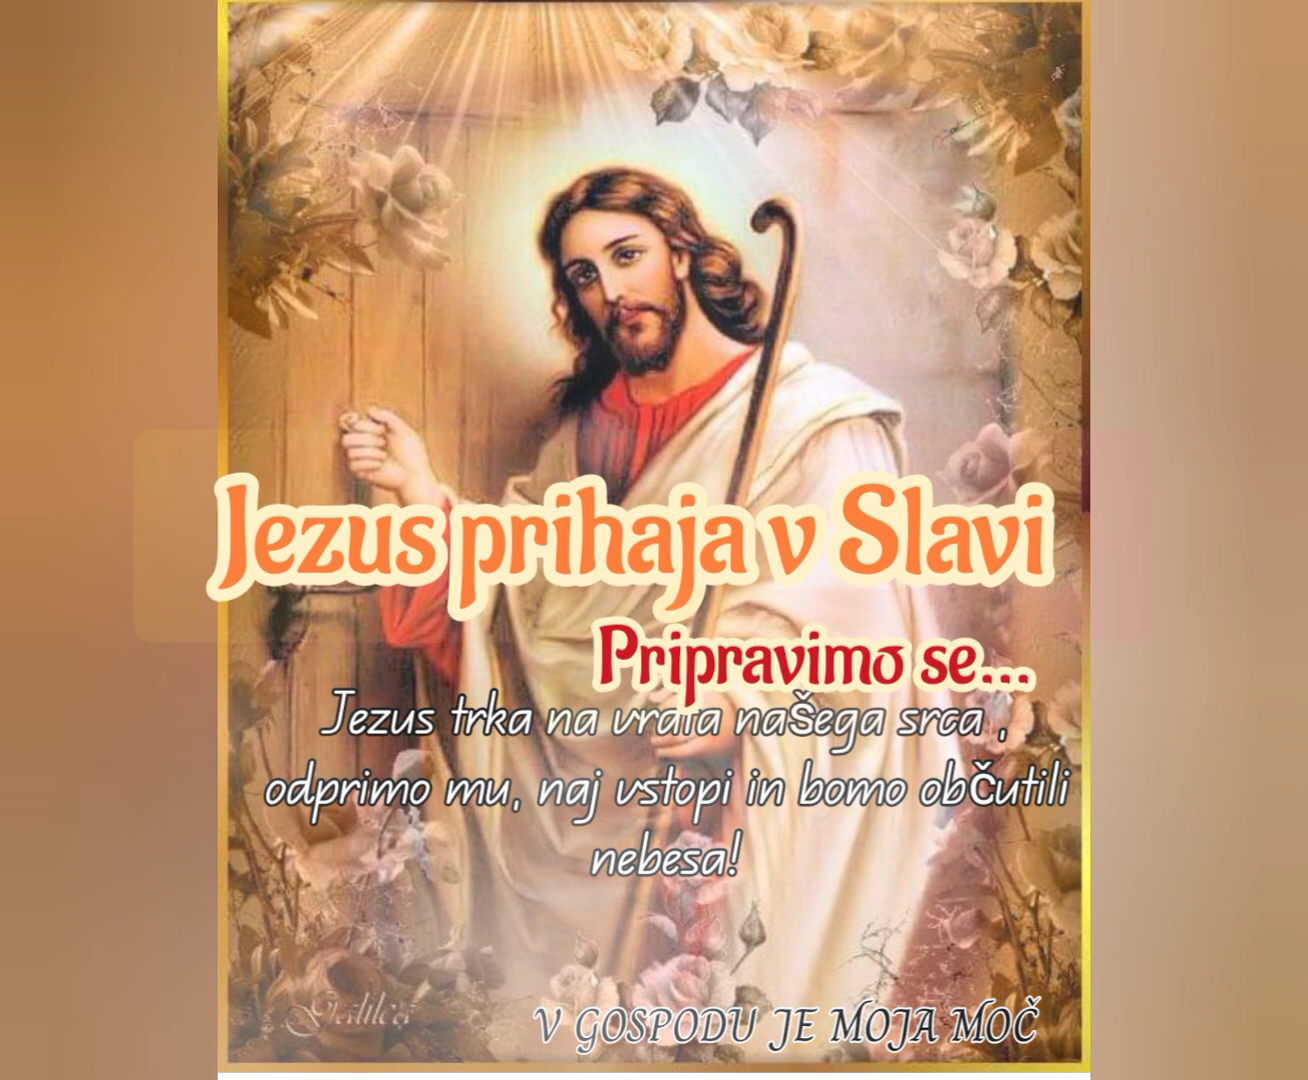 Jezus prihaja v Slavi
Pripravimo se...
Jezus trka na vrata našega srca ,
odprimo mu, naj vstopi in bomo občutili
nebesa!
V GOSPODU JE MOJA MOČ